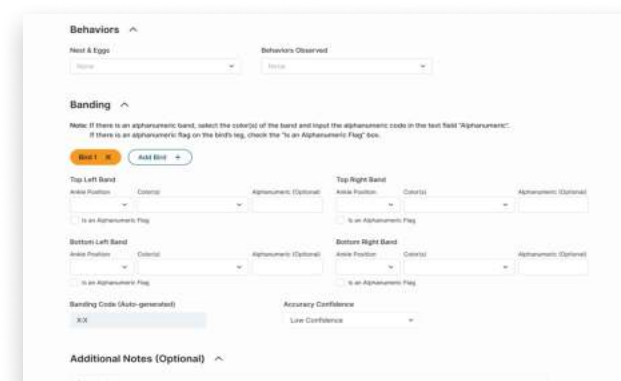 Behaviors
Nest & Eggs Behaviors Observed
None None
Banding
Note: If there is an alphanumeric band, select the color(s) of the band and input the alphanumeric code in the text field "Alphanumeric".
If there is an alphanumeric flag on the bird's leg, check the "Is an Alphanumeric Flag" box.
Bird 1 X Add Bird +
Top Left Band Top Right Band
Ankle Position Color(s) Alphanumeric (Optional) Ankle Position Color(s) Alphanumeric (Optional)
Is an Alphanumeric Flag Is an Alphanumeric Flag
Bottom Left Band Bottom Right Band
Ankle Position Color(s) Alphanumeric (Optional) Ankle Position Color(s) Alphanumeric (Optional)
Is an Alphanumeric Flag Is an Alphanumeric Flag
Banding Code (Auto-generated) Accuracy Confidence
X:X Low Confidence
Additional Notes (Optional)